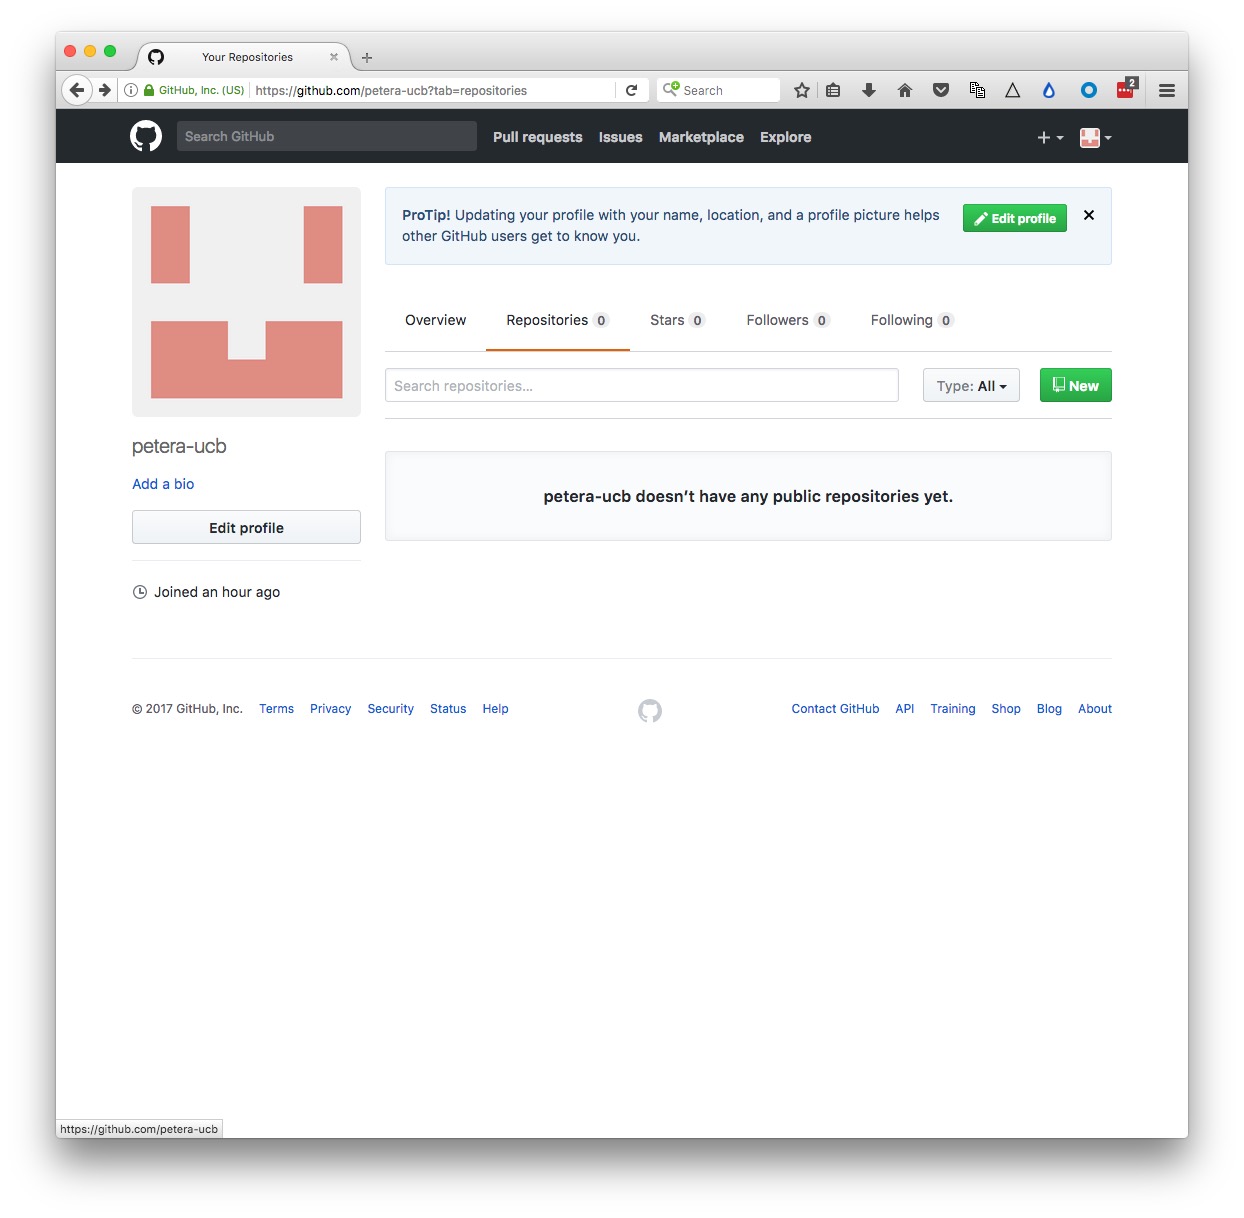 Your Repositories
GitHub, Inc. (US) https://github.com/petera-ucb?tab=repositories Search 2
Search GitHub Pull requests Issues Marketplace Explore
ProTip! Updating your profile with your name, location, and a profile picture helps
other GitHub users get to know you.
Edit profile
Overview Repositories 0 Stars 0 Followers 0 Following 0
Search repositories... Type: All New
petera-ucb
Add a bio
Edit profile
Joined an hour ago
petera-ucb doesn’t have any public repositories yet.
© 2017 GitHub, Inc. Terms Privacy Security Status Help Contact GitHub API Training Shop Blog About
https://github.com/petera-ucb